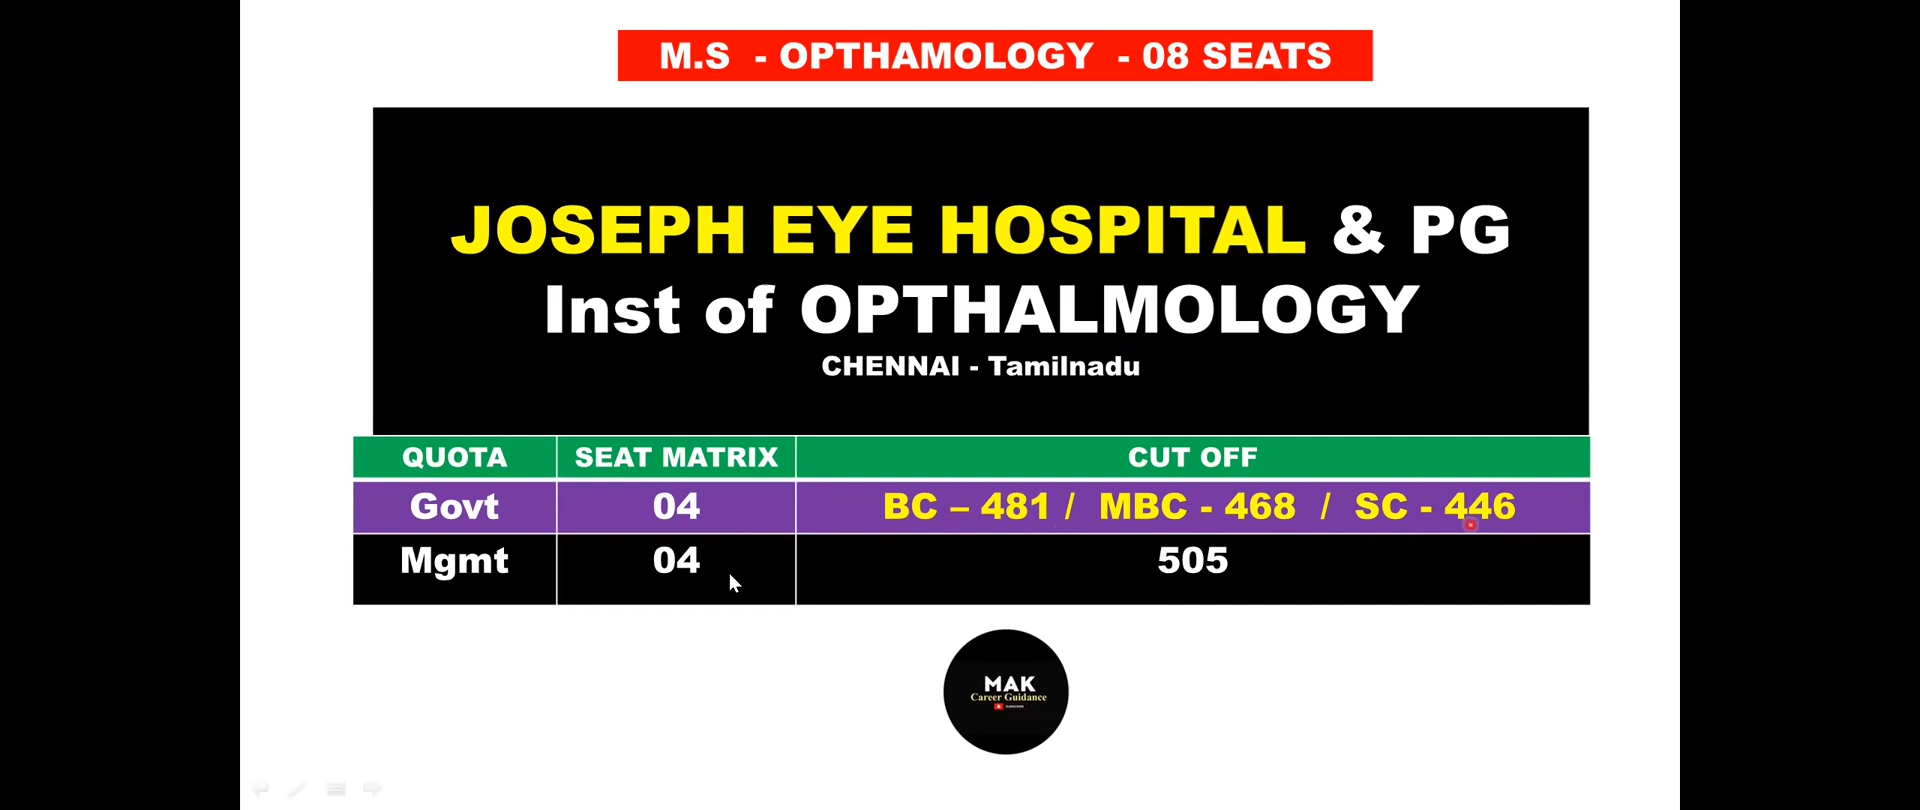 M.S - OPTHAMOLOGY - 08 SEATS
JOSEPH EYE HOSPITAL & PG
Inst of OPTHALMOLOGY
CHENNAI - Tamilnadu
QUOTA SEAT MATRIX CUT OFF
Govt 04 BC – 481 / MBC - 468 / SC - 446
Mgmt 04 505
MAK
Career Guidance
SUBSCRIBE